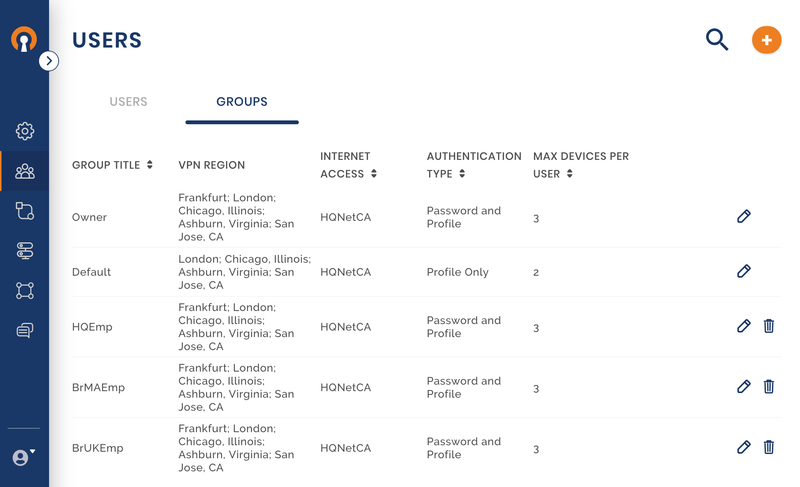 USERS
USERS
GROUPS
GROUP TITLE
VPN REGION
INTERNET
ACCESS
AUTHENTICATION
TYPE
MAX DEVICES PER
USER
Owner
Frankfurt; London;
Chicago, Illinois;
Ashburn, Virginia; San
Jose, CA
HQNetCA
Password and
Profile
3
Default
London; Chicago, Illinois;
Ashburn, Virginia; San
Jose, CA
HQNetCA
Profile Only
2
HQEmp
Frankfurt; London;
Chicago, Illinois;
Ashburn, Virginia; San
Jose, CA
HQNetCA
Password and
Profile
3
BrMAEmp
Frankfurt; London;
Chicago, Illinois;
Ashburn, Virginia; San
Jose, CA
HQNetCA
Password and
Profile
3
BrUKEmp
Frankfurt; London;
Chicago, Illinois;
Ashburn, Virginia; San
Jose, CA
HQNetCA
Password and
Profile
3